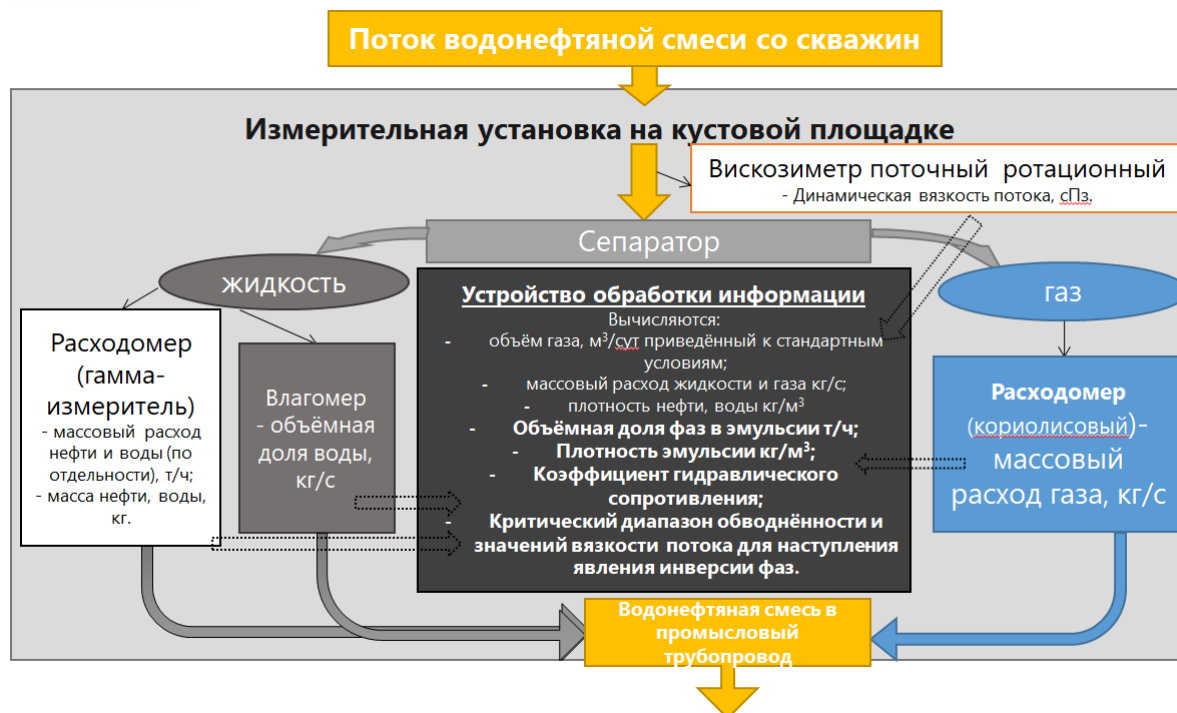 Поток водонефтяной смеси со скважин
Измерительная установка на кустовой площадке
Вискозиметр поточный ротационный
- Динамическая вязкость потока, сПз.
Сепаратор
жидкость
газ
Расходомер
(гамма-
измеритель)
- массовый расход
нефти и воды (по
отдельности), т/ч;
- масса нефти, воды,
кг.
Влагомер
- объёмная
доля воды,
кг/с
Устройство обработки информации
Вычисляются:
- объём газа, м³/сут приведённый к стандартным
условиям;
- массовый расход жидкости и газа кг/с;
- плотность нефти, воды кг/м³
- Объёмная доля фаз в эмульсии т/ч;
- Плотность эмульсии кг/м³;
- Коэффициент гидравлического
сопротивления;
- Критический диапазон обводнённости и
значений вязкости потока для наступления
явления инверсии фаз.
Расходомер
(кориолисовый)-
массовый
расход газа, кг/с
Водонефтяная смесь в
промысловый
трубопровод